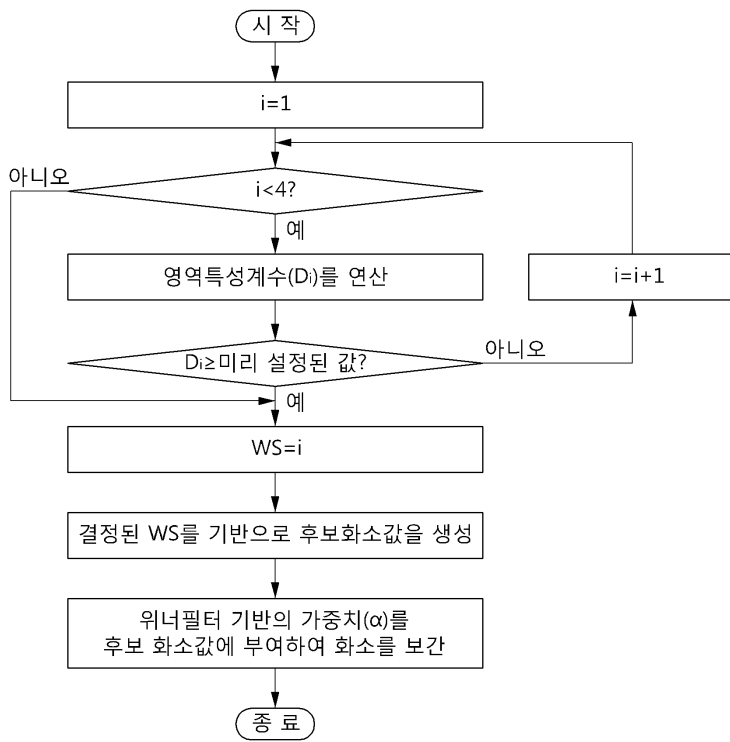 시 작
i=1
아니오
i<4?
예
영역특성계수(Di)를 연산
i=i+1
Di≥미리 설정된 값?
아니오
예
WS=i
결정된 WS를 기반으로 후보화소값을 생성
위너필터 기반의 가중치(α)를
후보 화소값에 부여하여 화소를 보간
종 료